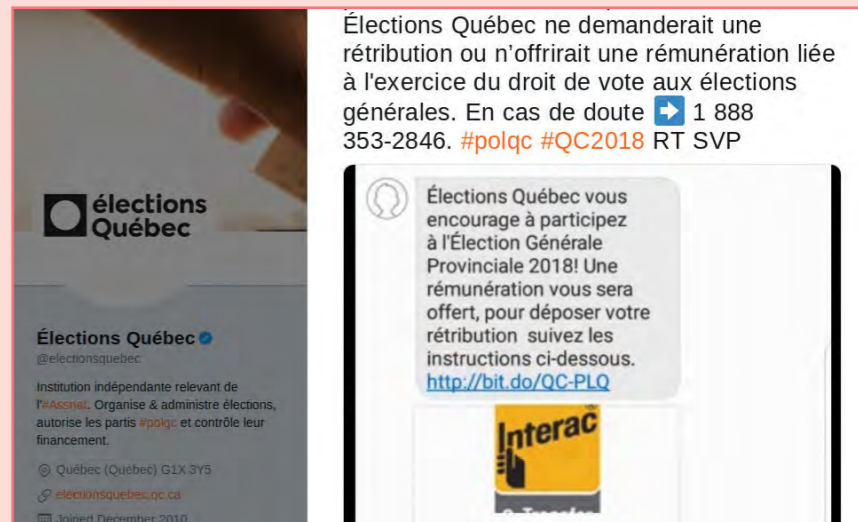 Élections Québec ne demanderait une
rétribution ou n’offrirait une rémunération liée
à l'exercice du droit de vote aux élections
générales. En cas de doute ➡ 1 888
353-2846. #polqc #QC2018 RT SVP
élections
Québec
Élections Québec
@electionsquebec
Institution indépendante relevant de
l'#Assnat. Organise & administre élections,
autorise les partis #polqc et contrôle leur
financement.
Québec (Québec) G1X 3Y5
electionsquebec.qc.ca
Joined December 2010
Élections Québec vous
encourage à participez
à l'Élection Générale
Provinciale 2018! Une
rémunération vous sera
offert, pour déposer votre
rétribution suivez les
instructions ci-dessous.
http://bit.do/QC-PLQ
Interac
e-Transfer